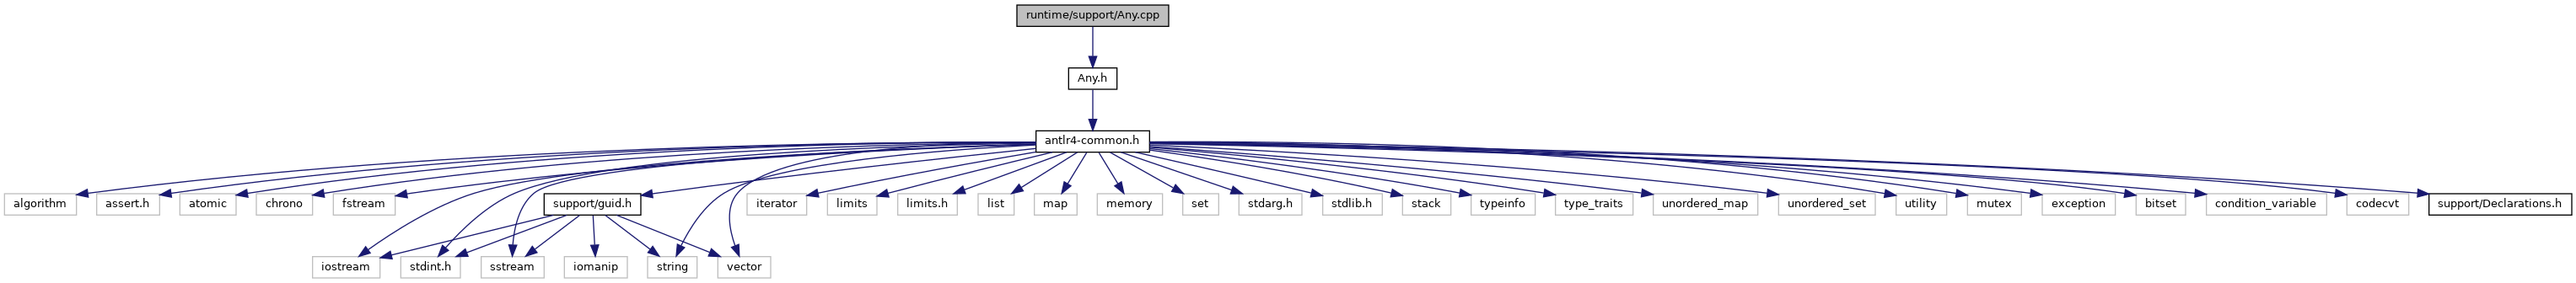 runtime/support/Any.cpp
Any.h
antlr4-common.h
algorithm
assert.h
atomic
chrono
fstream
support/guid.h
iterator
limits
limits.h
list
map
memory
set
stdarg.h
stdlib.h
stack
typeinfo
type_traits
unordered_map
unordered_set
utility
mutex
exception
bitset
condition_variable
codecvt
support/Declarations.h
iostream
stdint.h
sstream
iomanip
string
vector